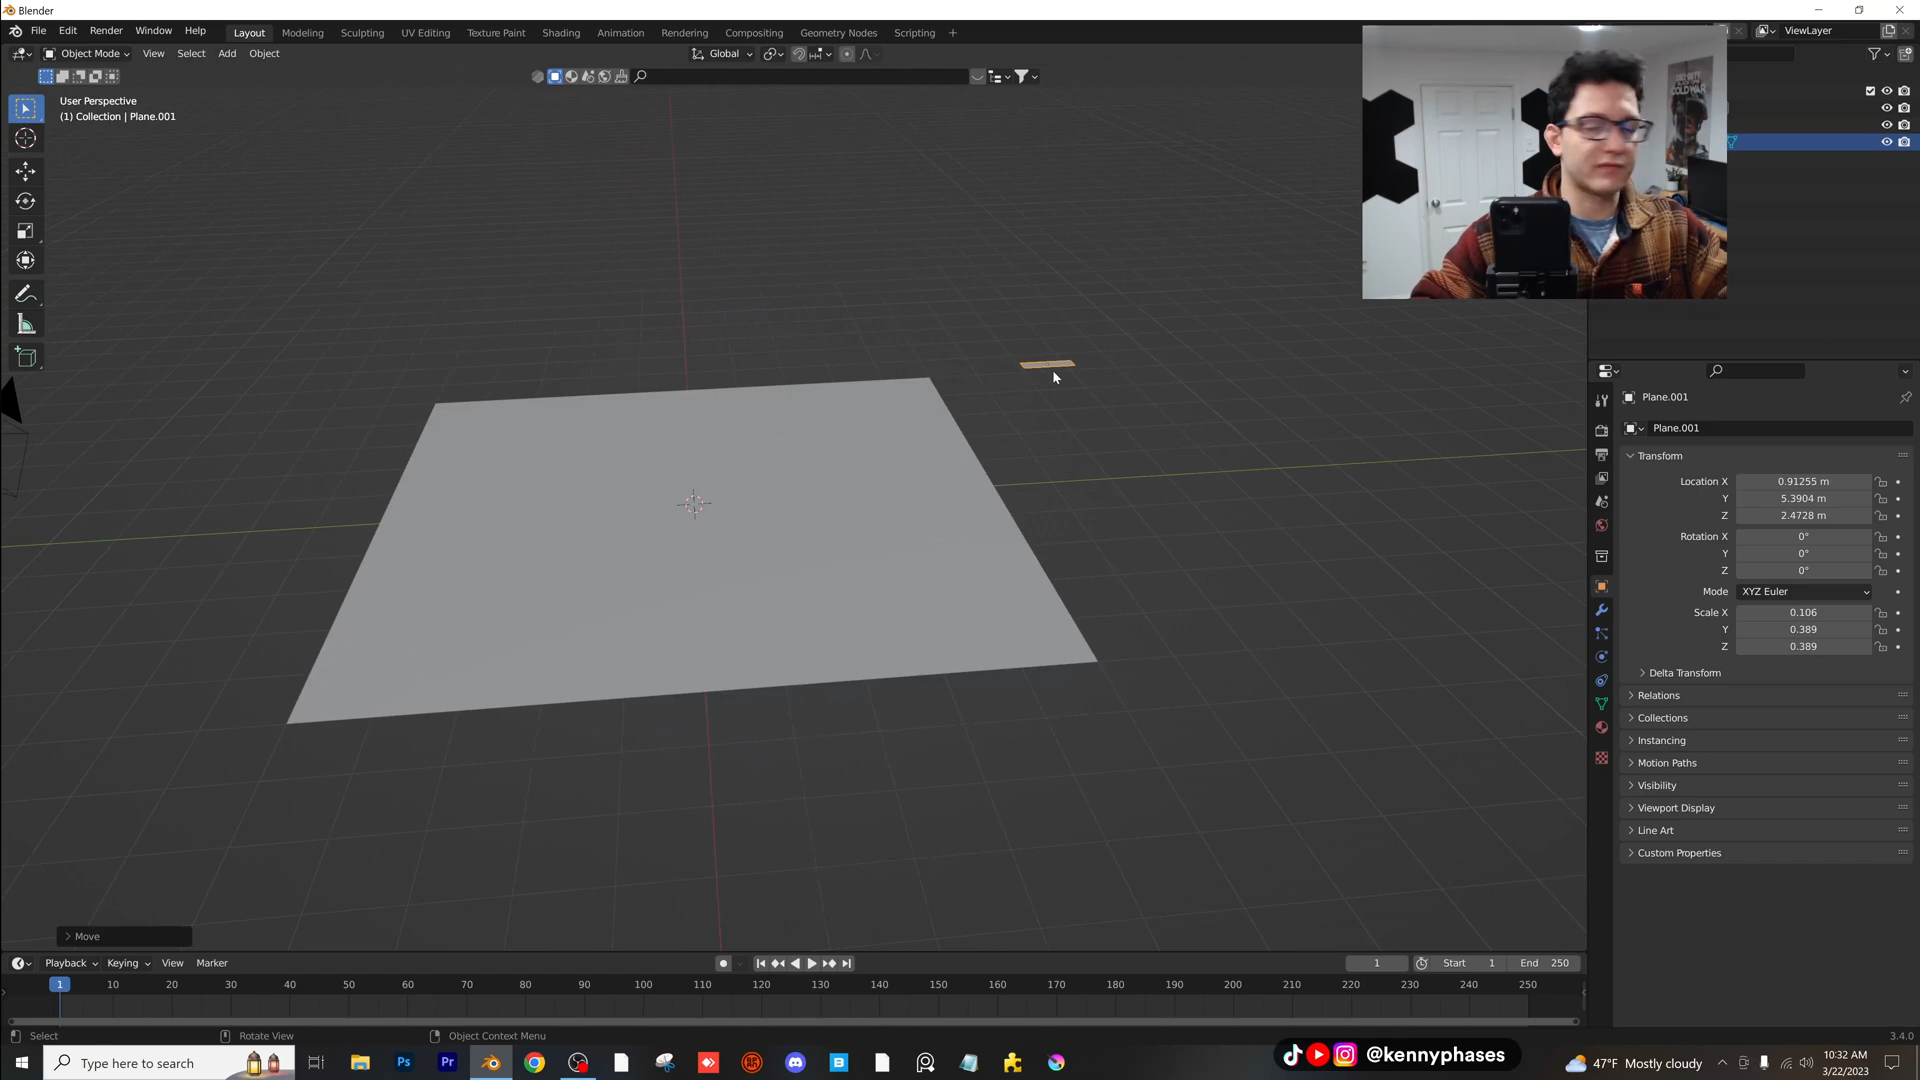 Blender
File Edit Render Window Help
Layout Modeling Sculpting UV Editing Texture Paint Shading Animation Rendering Compositing Geometry Nodes Scripting
ViewLayer
Object Mode View Select Add Object
Global
User Perspective
(1) Collection | Plane.001
COLD WAR
Plane.001
Plane.001
Transform
Location X 0.91255 m
Y 5.3904 m
Z 2.4728 m
Rotation X 0°
Y 0°
Z 0°
Mode XYZ Euler
Scale X 0.106
Y 0.389
Z 0.389
Delta Transform
Relations
Collections
Instancing
Motion Paths
Visibility
Viewport Display
Line Art
Custom Properties
Move
Playback Keying View Marker
1 Start 1 End 250
1 10 20 30 40 50 60 70 80 90 100 110 120 130 140 150 160 170 180 190 200 210 220 230 240 250
Select Rotate View Object Context Menu
3.4.0
Type here to search
Ps
Pr
@kennyphases
47°F Mostly cloudy
10:32 AM
3/22/2023